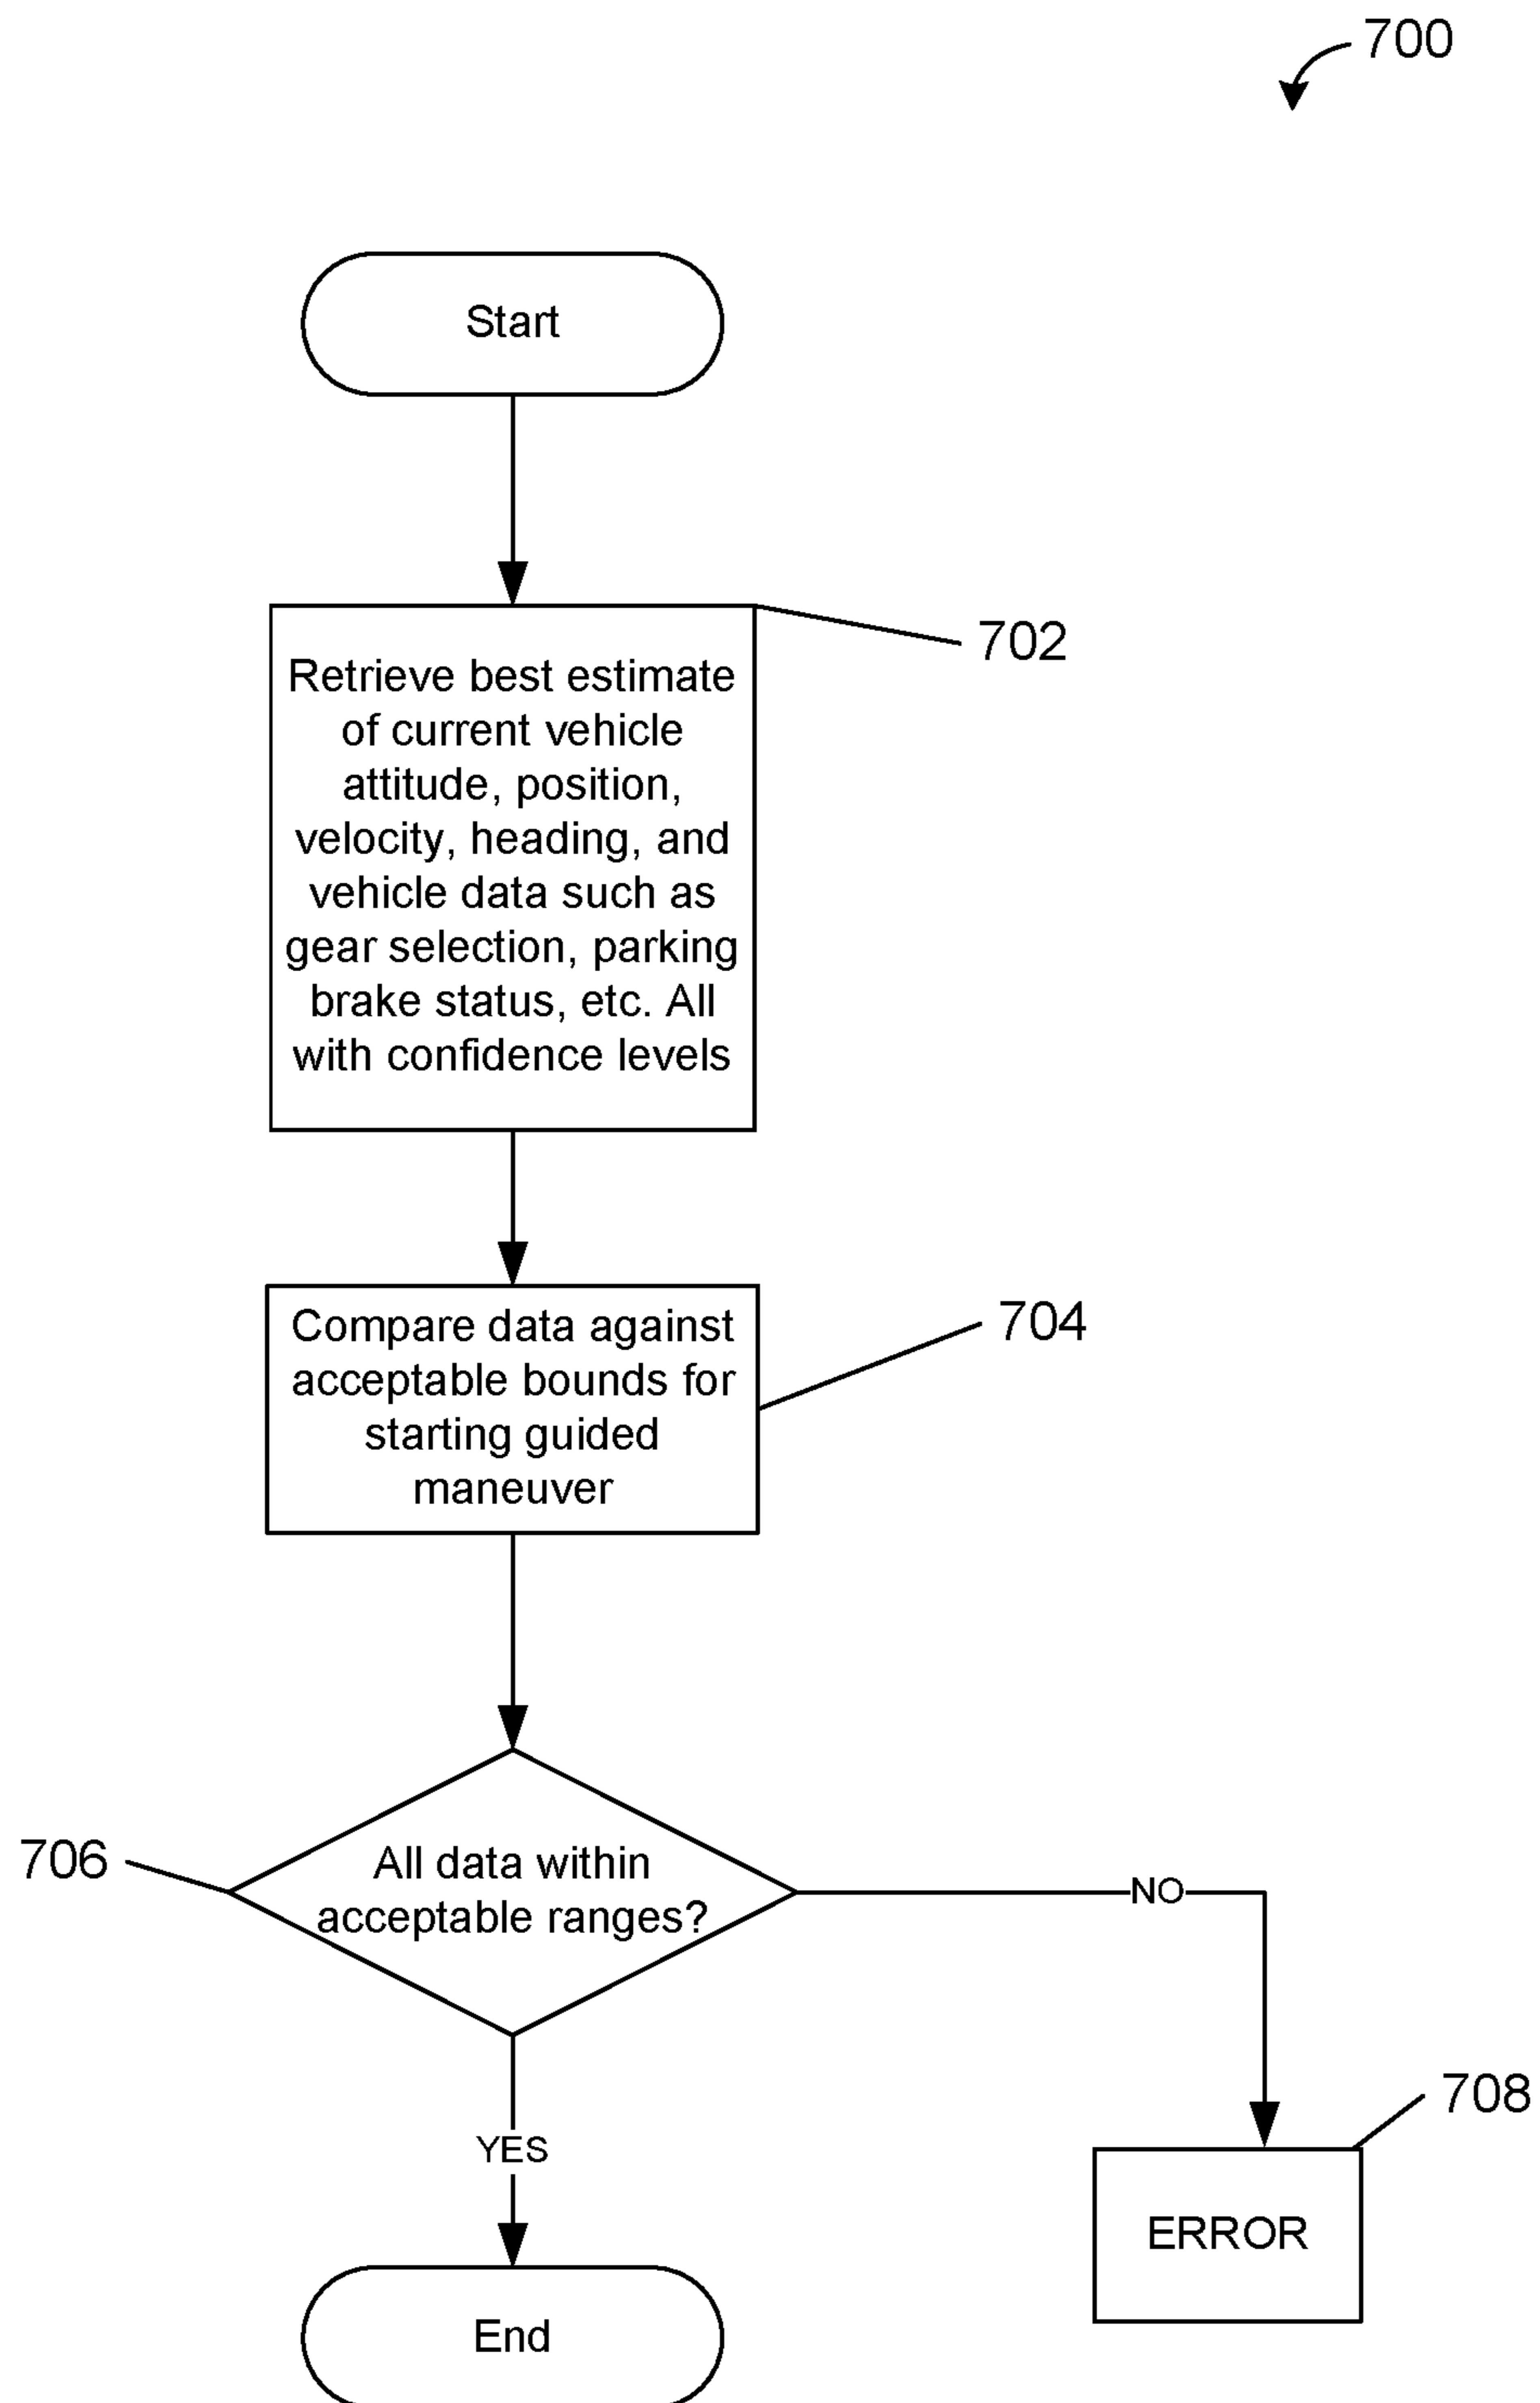 700
Start
702
Retrieve best estimate
of current vehicle
attitude, position,
velocity, heading, and
vehicle data such as
gear selection, parking
brake status, etc. All
with confidence levels
704
Compare data against
acceptable bounds for
starting guided
maneuver
706
All data within
acceptable ranges?
NO
YES
708
ERROR
End